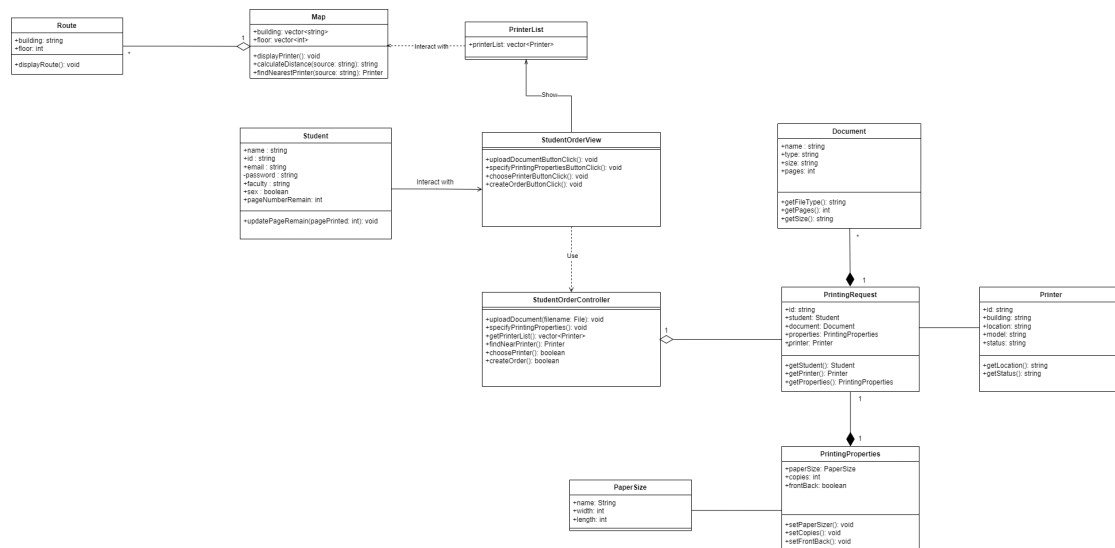 Route
+building: string
+floor: int
+displayRoute(): void
*
1
Map
+building: vector<string>
+floor: vector<int>
+displayPrinter(): void
+calculateDistance(source: string): string
+findNearestPrinter(source: string): Printer
Interact with
PrinterList
+printerList: vector<Printer>
Show
Student
+name : string
+id : string
+email : string
-password : string
+faculty : string
+sex : boolean
+pageNumberRemain: int
+updatePageRemain(pagePrinted: int): void
Interact with
StudentOrderView
+uploadDocumentButtonClick(): void
+specifyPrintingPropertiesButtonClick(): void
+choosePrinterButtonClick(): void
+createOrderButtonClick(): void
Use
Document
+name : string
+type: string
+size: string
+pages: int
+getFileType(): string
+getPages(): int
+getSize(): string
*
1
StudentOrderController
+uploadDocument(filename: File): void
+specifyPrintingProperties(): void
+getPrinterList(): vector<Printer>
+findNearPrinter(): Printer
+choosePrinter(): boolean
+createOrder(): boolean
1
PrintingRequest
+id: string
+student: Student
+document: Document
+properties: PrintingProperties
+printer: Printer
+getStudent(): Student
+getPrinter(): Printer
+getProperties(): PrintingProperties
Printer
+id: string
+building: string
+location: string
+model: string
+status: string
+getLocation(): string
+getStatus(): string
1
1
PrintingProperties
+paperSize: PaperSize
+copies: int
+frontBack: boolean
+setPaperSizer(): void
+setCopies(): void
+setFrontBack(): void
PaperSize
+name: String
+width: int
+length: int